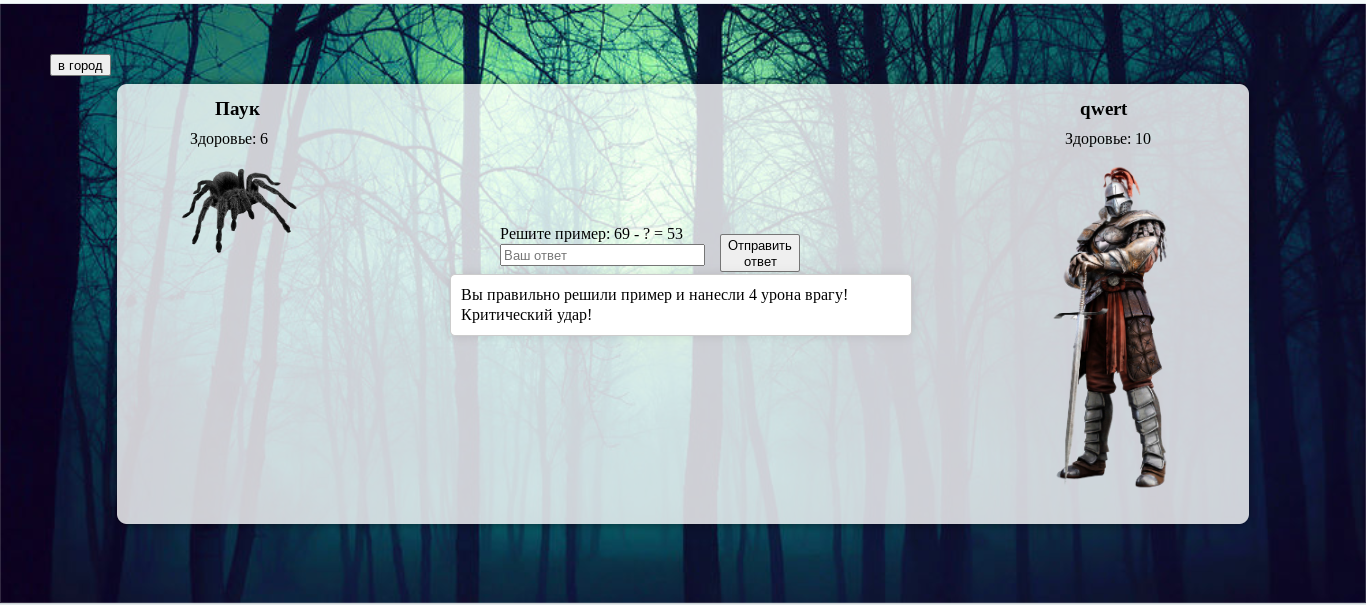 в город
Паук
Здоровье: 6
qwert
Здоровье: 10
Решите пример: 69 - ? = 53
Ваш ответ
Отправить
ответ
Вы правильно решили пример и нанесли 4 урона врагу!
Критический удар!